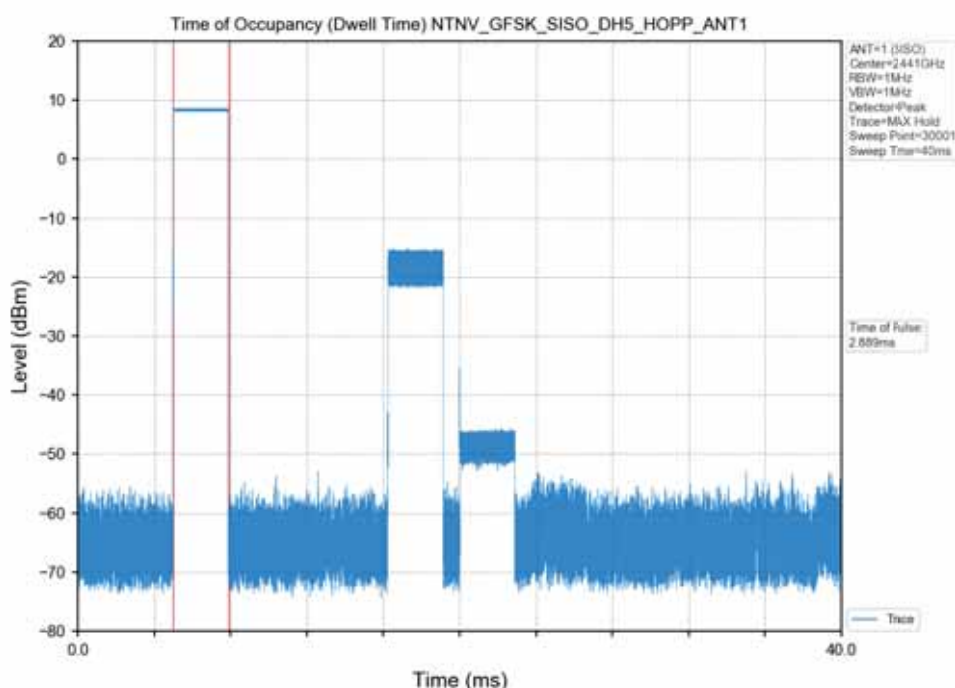 Time of Occupancy (Dwell Time) NTNV_GFSK_SISO_DH5_HOPP_ANT1
20
10
0
−10
−20
−30
−40
−50
−60
−70
−80
Level (dBm)
0.0
40.0
Time (ms)
ANT=1 (SISO)
Center=2441GHz
RBW=1MHz
VBW=1MHz
Detector=Peak
Trace=MAX Hold
Sweep Point=30001
Sweep Time=40ms
Time of Pulse:
2.889ms
Trace